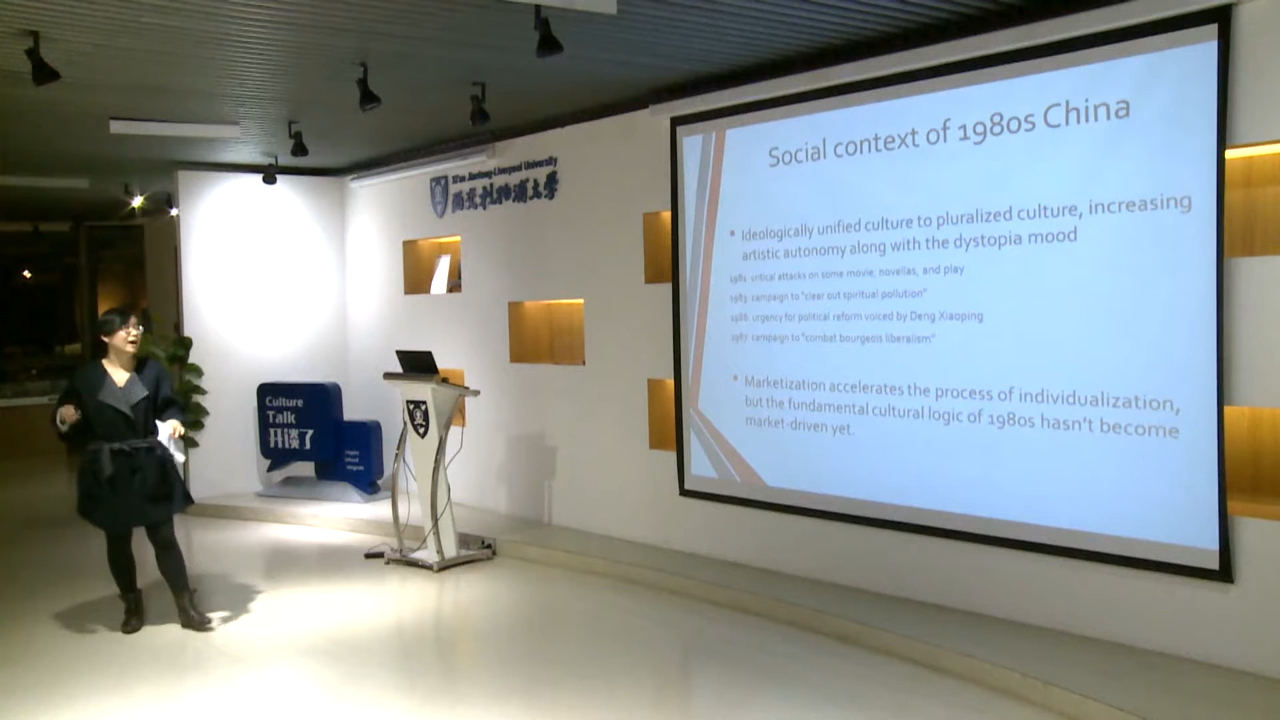 Xi'an Jiaotong-Liverpool University
西交利物浦大学
Culture
Talk
开谈了
Social context of 1980s China
Ideologically unified culture to pluralized culture, increasing
artistic autonomy along with the dystopia mood
1981 critical attacks on some movie, novellas, and play
1983 campaign to "clear out spiritual pollution"
1986: urgency for political reform voiced by Deng Xiaoping
1987 campaign to "combat bourgeois liberalism"
Marketization accelerates the process of individualization,
but the fundamental cultural logic of 1980s hasn't become
market-driven yet.